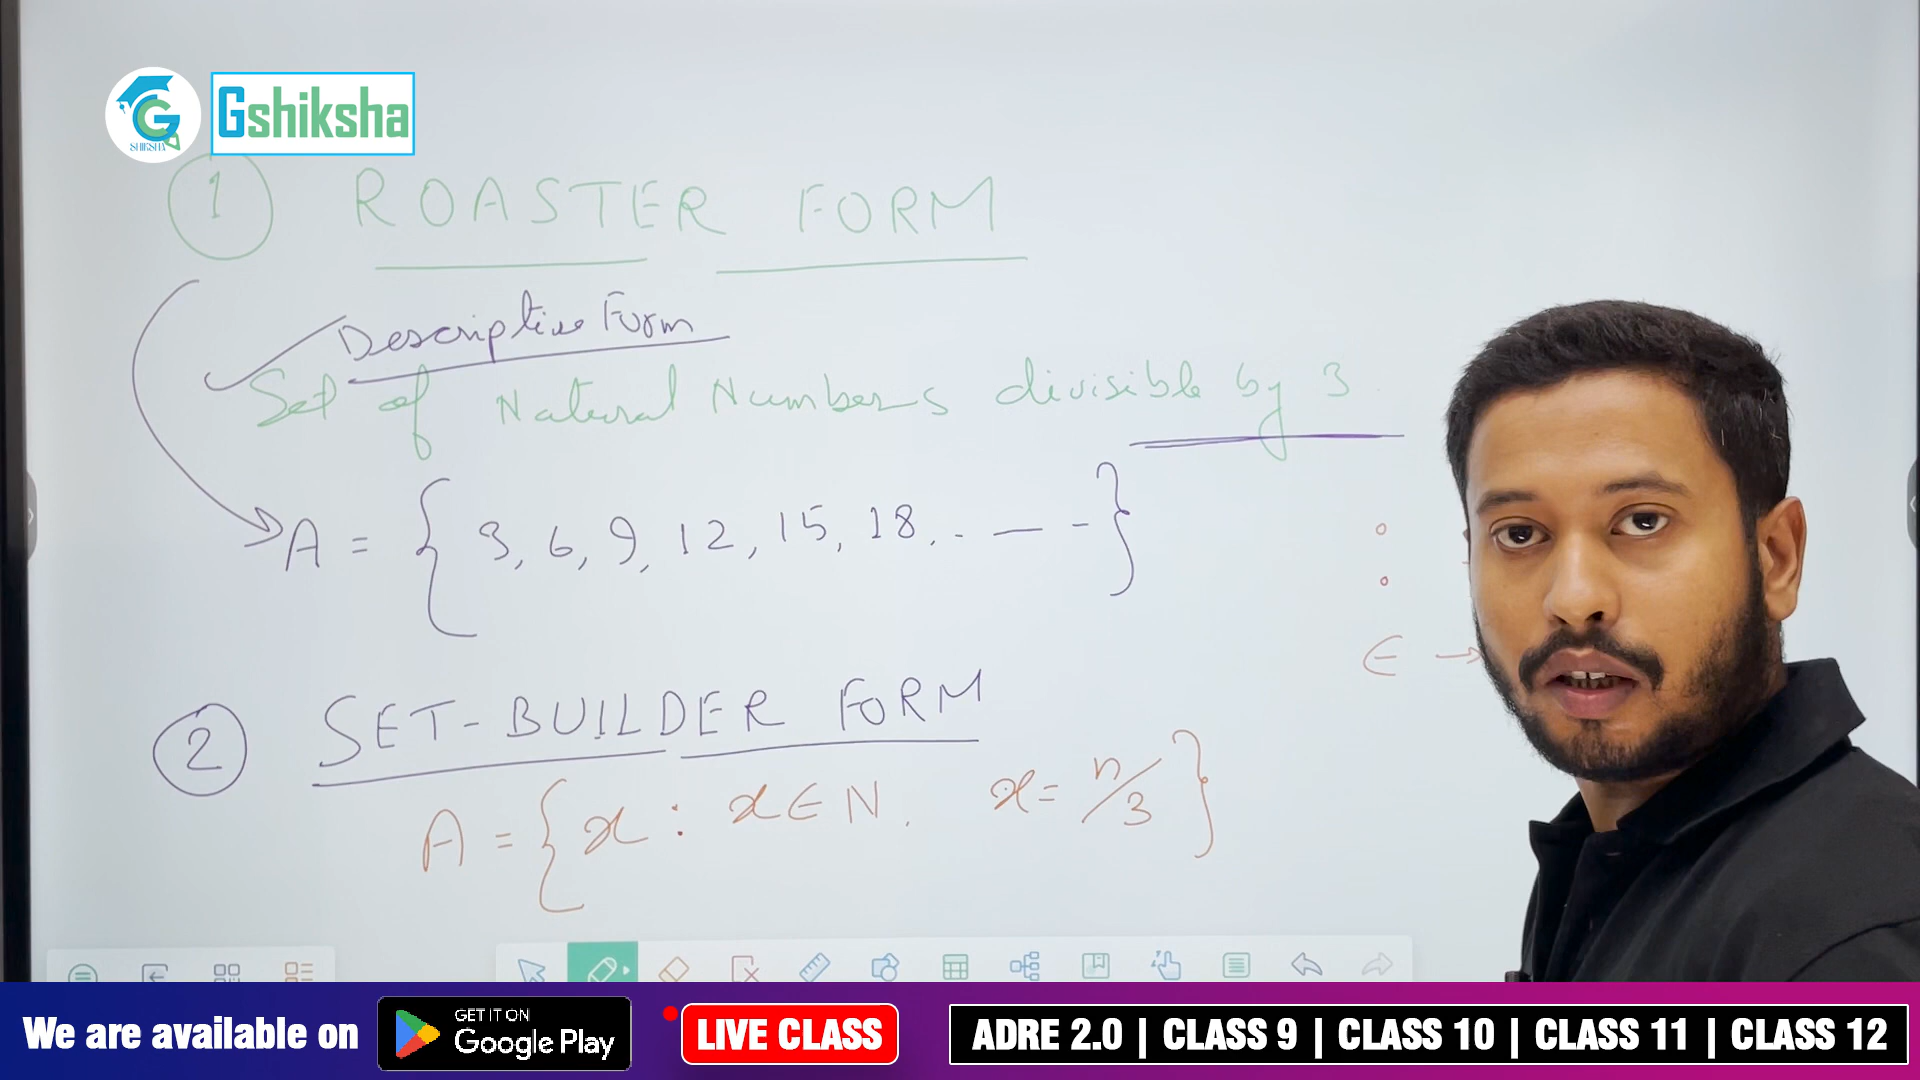 SHIKSHA
Gshiksha
1 ROASTER FORM
Descriptive Form
Set of Natural Numbers divisible by 3.
A = { 3, 6, 9, 12, 15, 18, . — - }
:
∈ →
2 SET-BUILDER FORM
A = { x : x ∈ N, x = n/3 }
We are available on
GET IT ON
Google Play
LIVE CLASS
ADRE 2.0 | CLASS 9 | CLASS 10 | CLASS 11 | CLASS 12